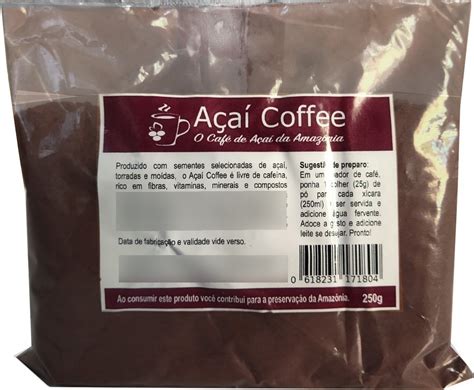 Açaí Coffee
O Café de Açaí da Amazônia
Produzido com sementes selecionadas de açaí,
torradas e moídas, o Açaí Coffee é livre de cafeína,
rico em fibras, vitaminas, minerais e compostos
Data de fabricação e validade vide verso.
Sugestão de preparo:
Em um coador de café,
ponha 1 colher (25g) de
pó para cada xícara
(250ml) a ser servida e
adicione água fervente.
Adoce a gosto e adicione
leite se desejar. Pronto!
0 618231 171804
Ao consumir este produto você contribui para a preservação da Amazônia.
250g